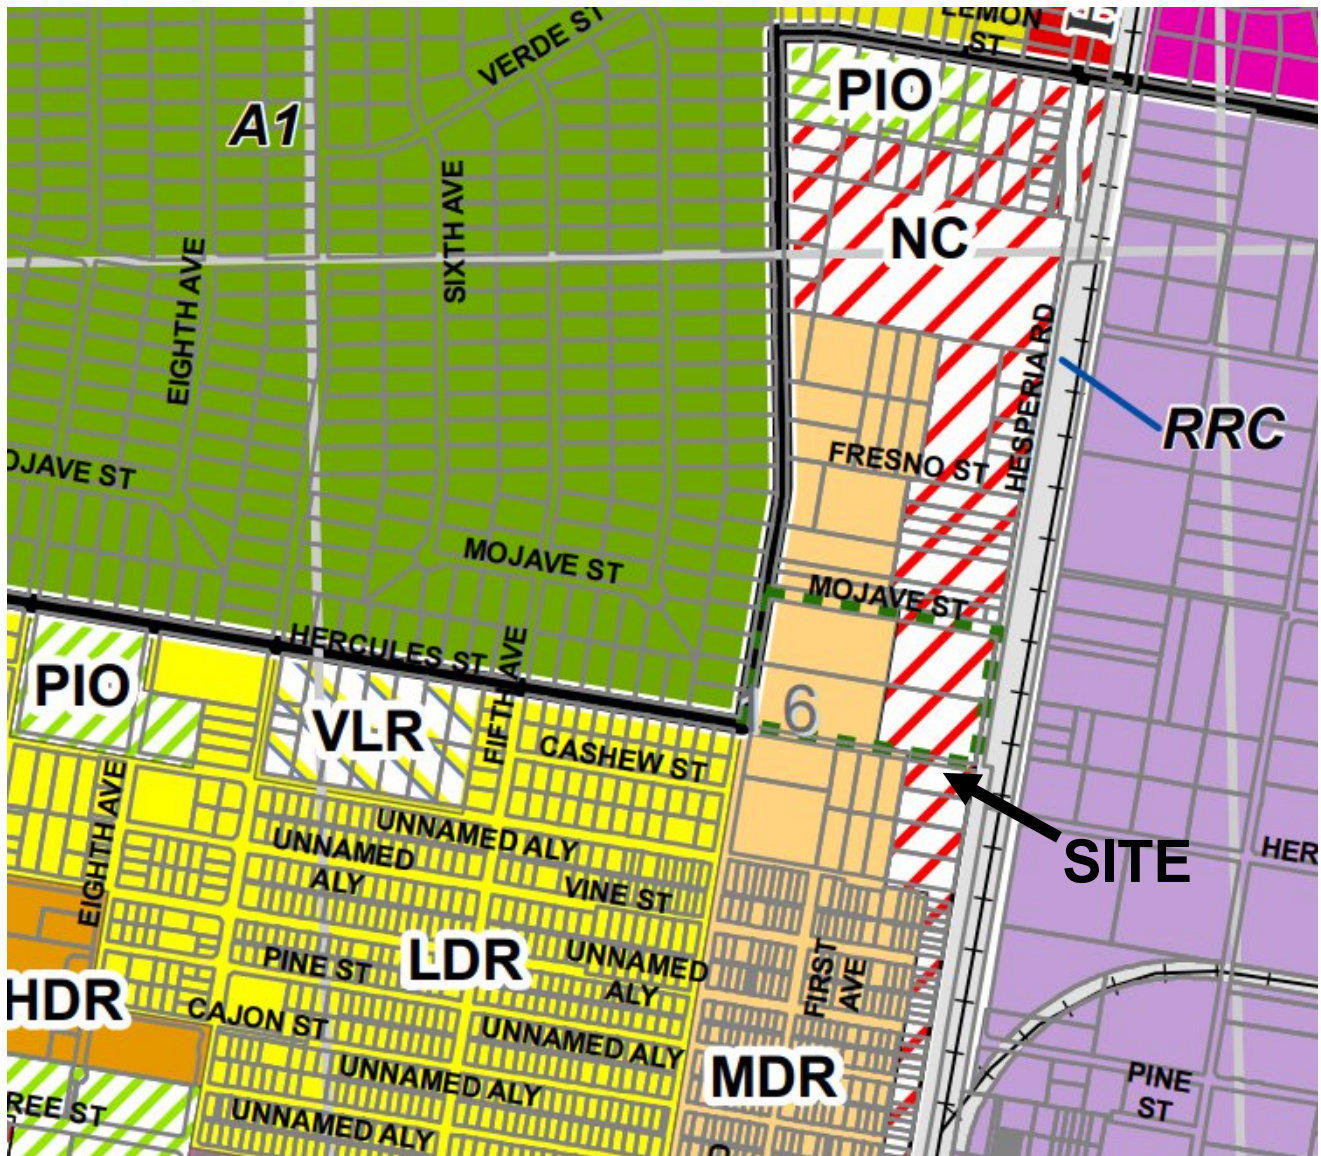 LEMON
ST
VERDE ST
PIO
A1
SIXTH AVE
NC
EIGHTH AVE
HESPERIA RD
RRC
FRESNO ST
OJAVE ST
MOJAVE ST
MOJAVE ST
HERCULES ST
FIFTH AVE
PIO
VLR
6
CASHEW ST
SITE
HER
UNNAMED ALY
UNNAMED
ALY
EIGHTH AVE
VINE ST
LDR
PINE ST
UNNAMED
ALY
FIRST
AVE
HDR
CAJON ST
UNNAMED ALY
MDR
UNNAMED ALY
PINE
ST
REE ST
UNNAMED ALY